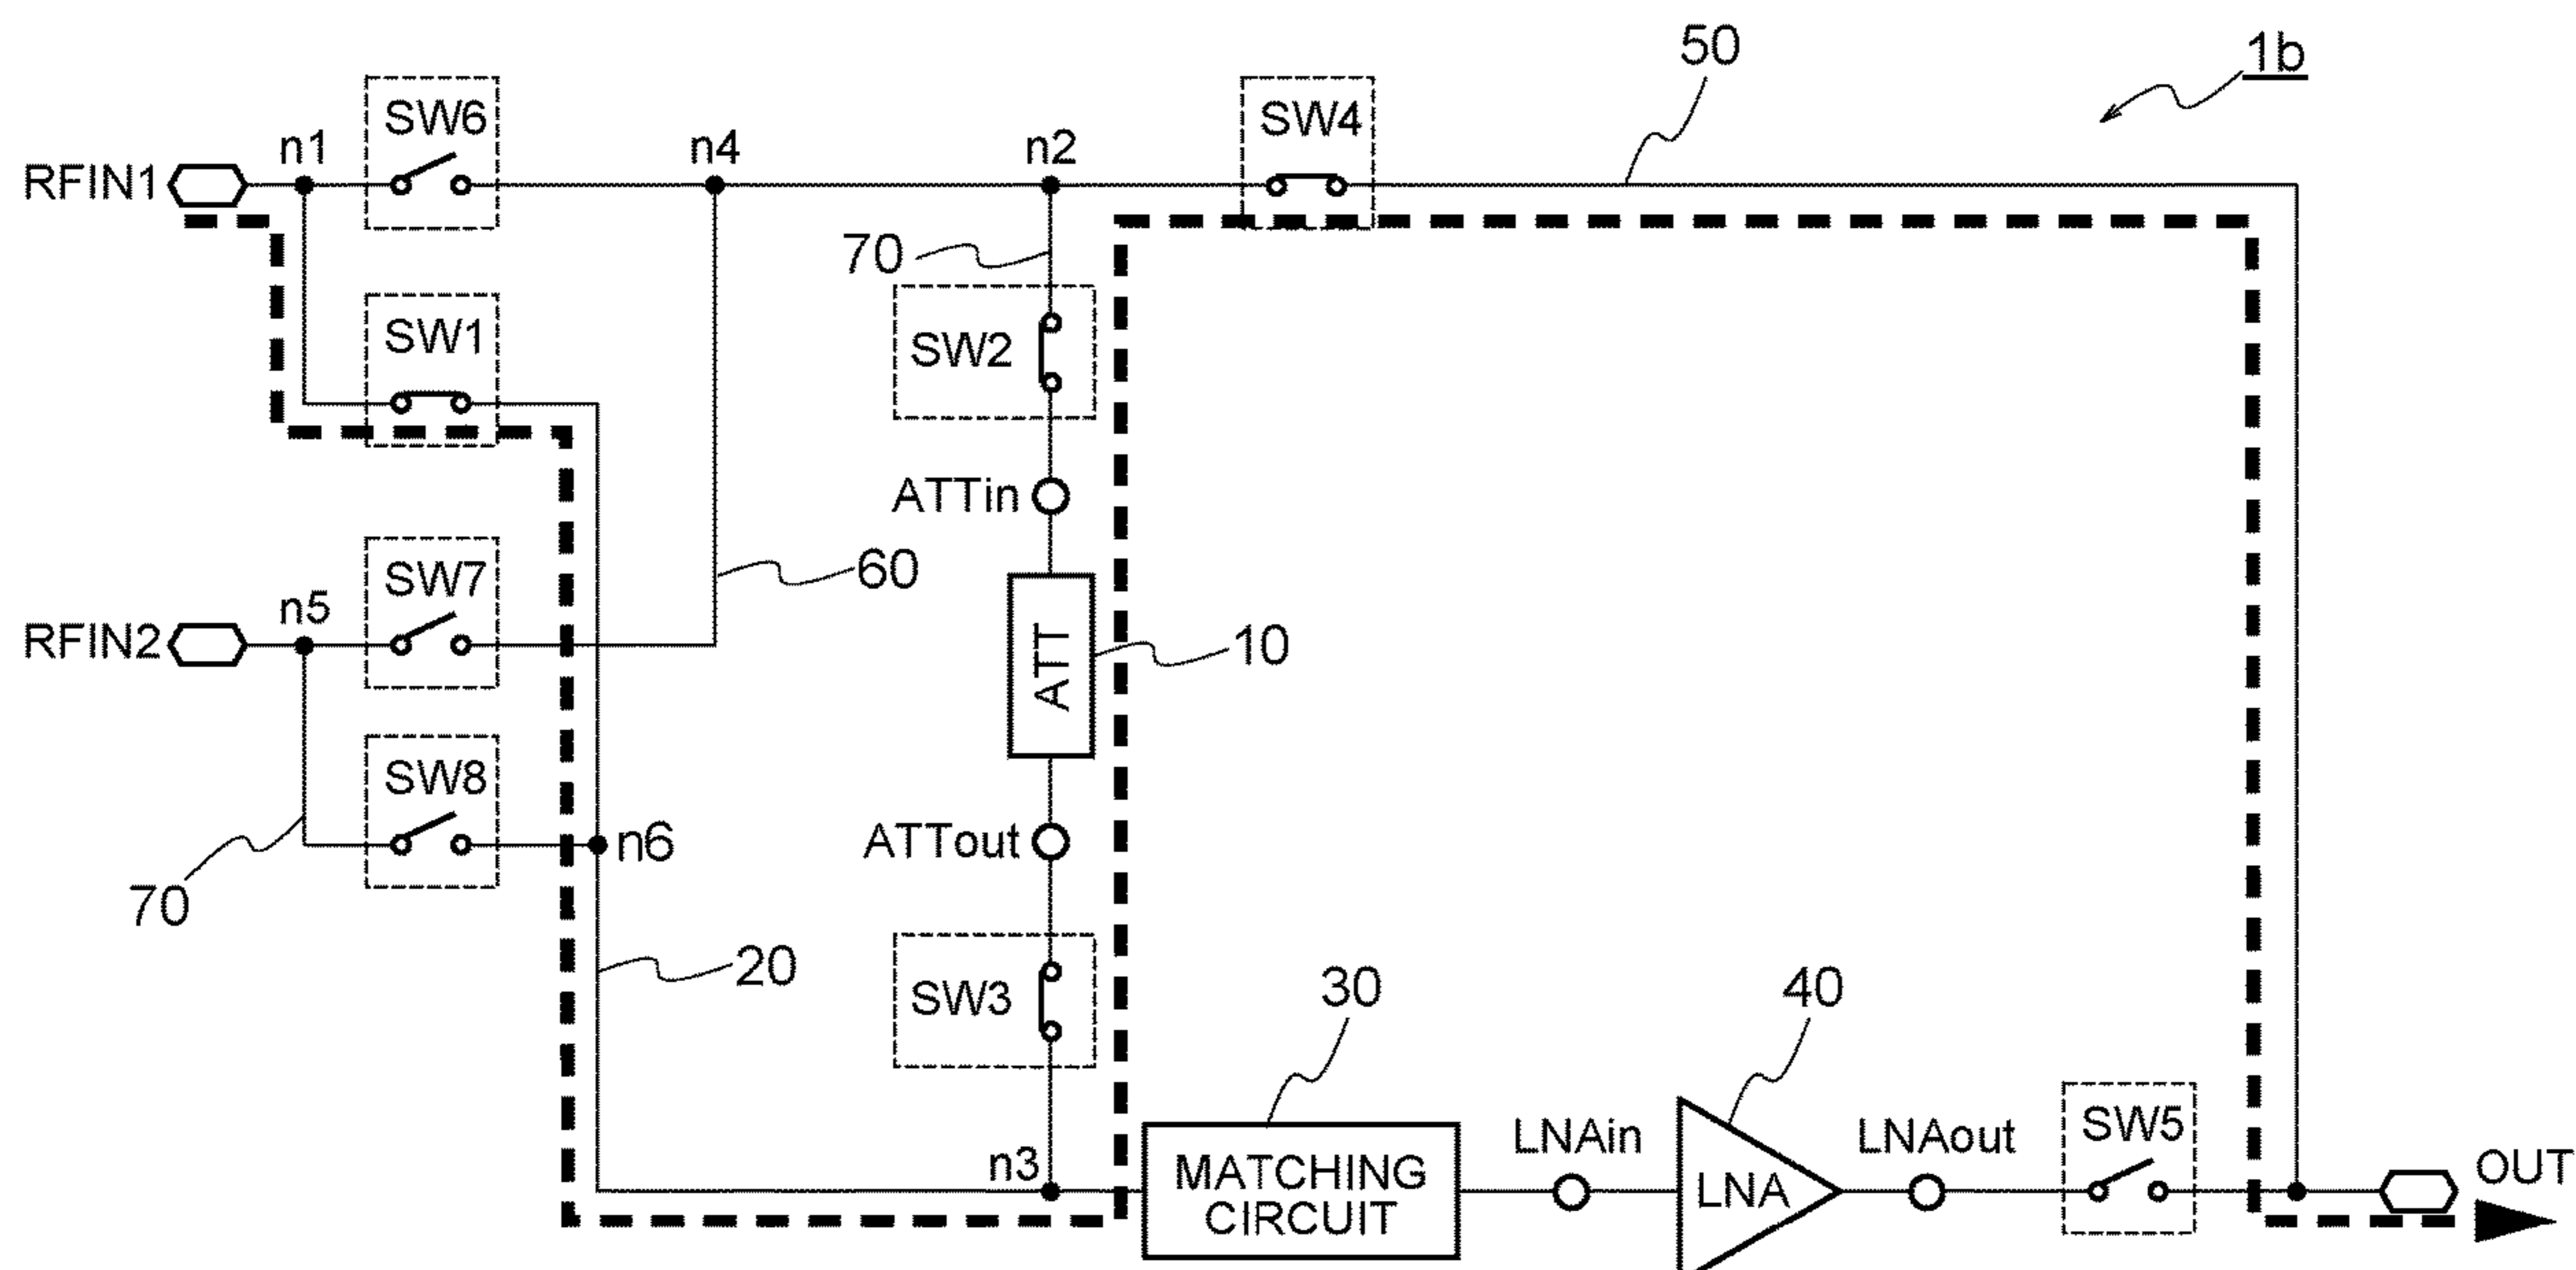 50
1b
SW6
SW4
n1
n4
n2
RFIN1
70
SW1
SW2
ATTin
SW7
60
n5
RFIN2
ATT
10
SW8
ATTout
n6
70
20
SW3
30
40
n3
LNAin
LNAout
SW5
OUT
MATCHING
CIRCUIT
LNA